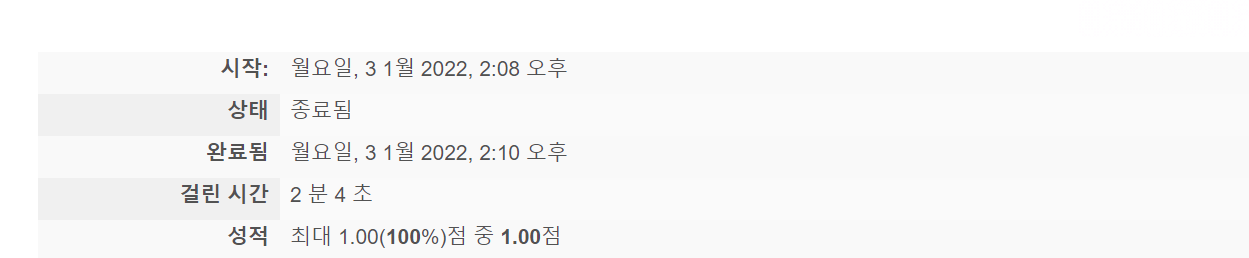 시작: 월요일, 3 1월 2022, 2:08 오후
상태 종료됨
완료됨 월요일, 3 1월 2022, 2:10 오후
걸린 시간 2 분 4 초
성적 최대 1.00(100%)점 중 1.00점